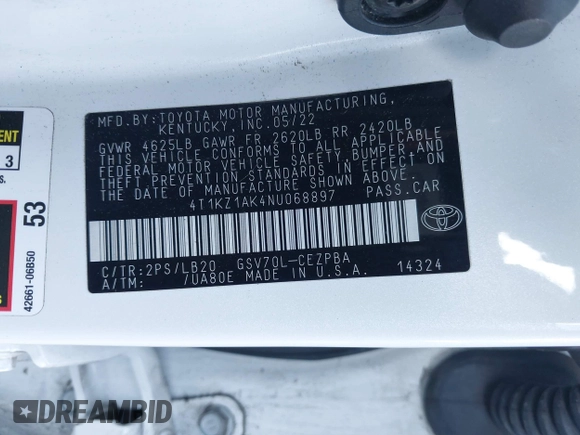 MFD.BY:TOYOTA MOTOR MANUFACTURING,
KENTUCKY, INC. 05/22
GVWR 4625LB GAWR FR 2620LB RR 2420LB
THIS VEHICLE CONFORMS TO ALL APPLICABLE
FEDERAL MOTOR VEHICLE SAFETY, BUMPER, AND
THEFT PREVENTION STANDARDS IN EFFECT ON
THE DATE OF MANUFACTURE SHOWN ABOVE.
4T1KZ1AK4NU068897 PASS.CAR
C/TR:2PS/LB20 GSV70L-CEZPBA
A/TM: 7UA80E MADE IN U.S.A. 14324
TOYOTA
ENT
3
s.
53
42661-06B50
DREAMBID